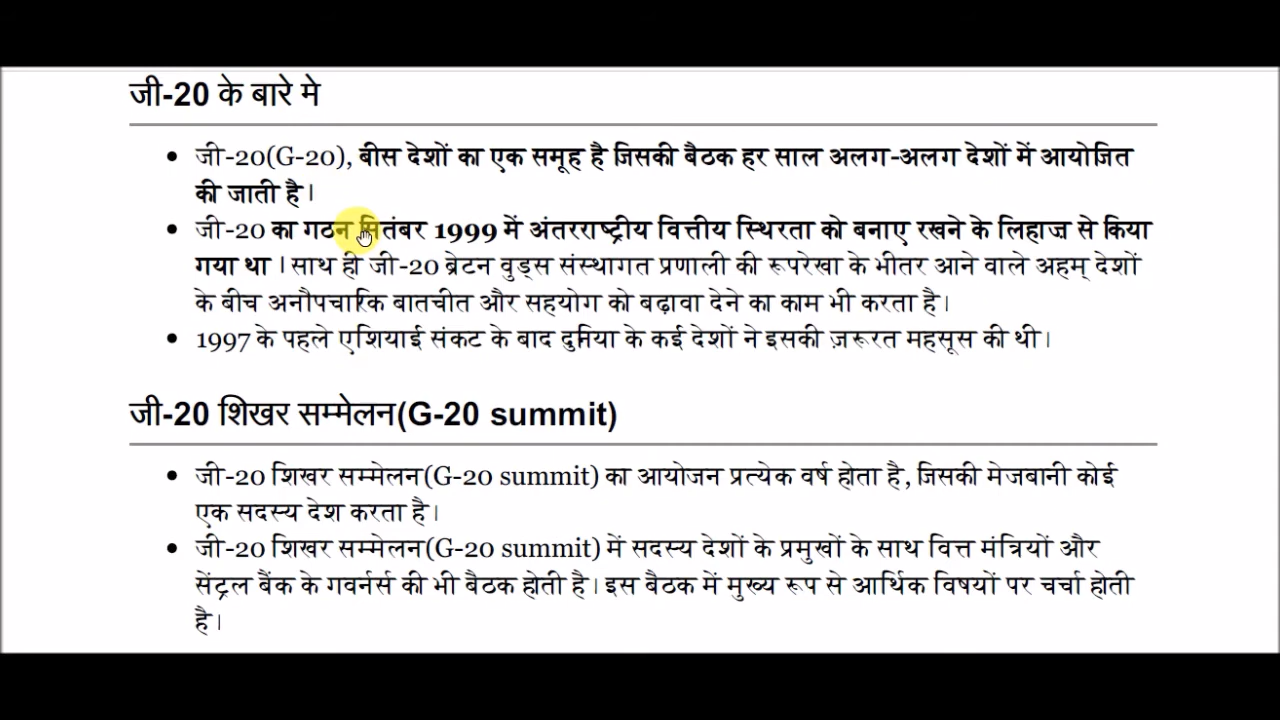 जी-20 के बारे मे
जी-20(G-20), बीस देशों का एक समूह है जिसकी बैठक हर साल अलग-अलग देशों में आयोजित
की जाती है।
जी-20 का गठन सितंबर 1999 में अंतरराष्ट्रीय वित्तीय स्थिरता को बनाए रखने के लिहाज से किया
गया था । साथ ही जी-20 ब्रेटन वुड्स संस्थागत प्रणाली की रूपरेखा के भीतर आने वाले अहम् देशों
के बीच अनौपचारिक बातचीत और सहयोग को बढ़ावा देने का काम भी करता है।
1997 के पहले एशियाई संकट के बाद दुनिया के कई देशों ने इसकी ज़रूरत महसूस की थी।
जी-20 शिखर सम्मेलन(G-20 summit)
जी-20 शिखर सम्मेलन(G-20 summit) का आयोजन प्रत्येक वर्ष होता है, जिसकी मेजबानी कोई
एक सदस्य देश करता है।
जी-20 शिखर सम्मेलन(G-20 summit) में सदस्य देशों के प्रमुखों के साथ वित्त मंत्रियों और
सेंट्रल बैंक के गवर्नर्स की भी बैठक होती है। इस बैठक में मुख्य रूप से आर्थिक विषयों पर चर्चा होती
है।